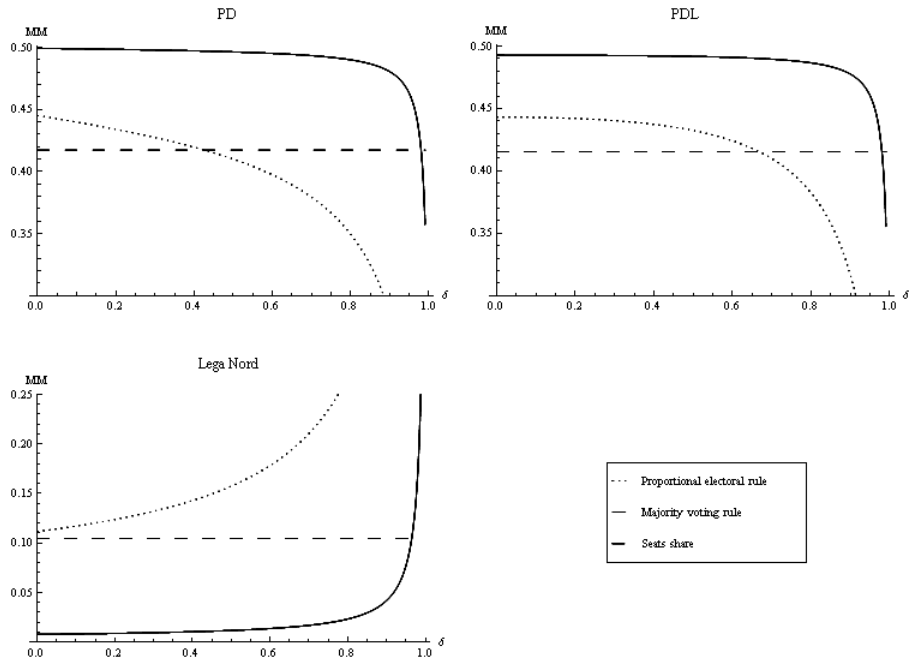 PD
MM
0.50
0.45
0.40
0.35
0.0 0.2 0.4 0.6 0.8 1.0 δ
PDL
MM
0.50
0.45
0.40
0.35
0.0 0.2 0.4 0.6 0.8 1.0 δ
Lega Nord
MM
0.25
0.20
0.15
0.10
0.05
0.0 0.2 0.4 0.6 0.8 1.0 δ
Proportional electoral rule
Majority voting rule
Seats share